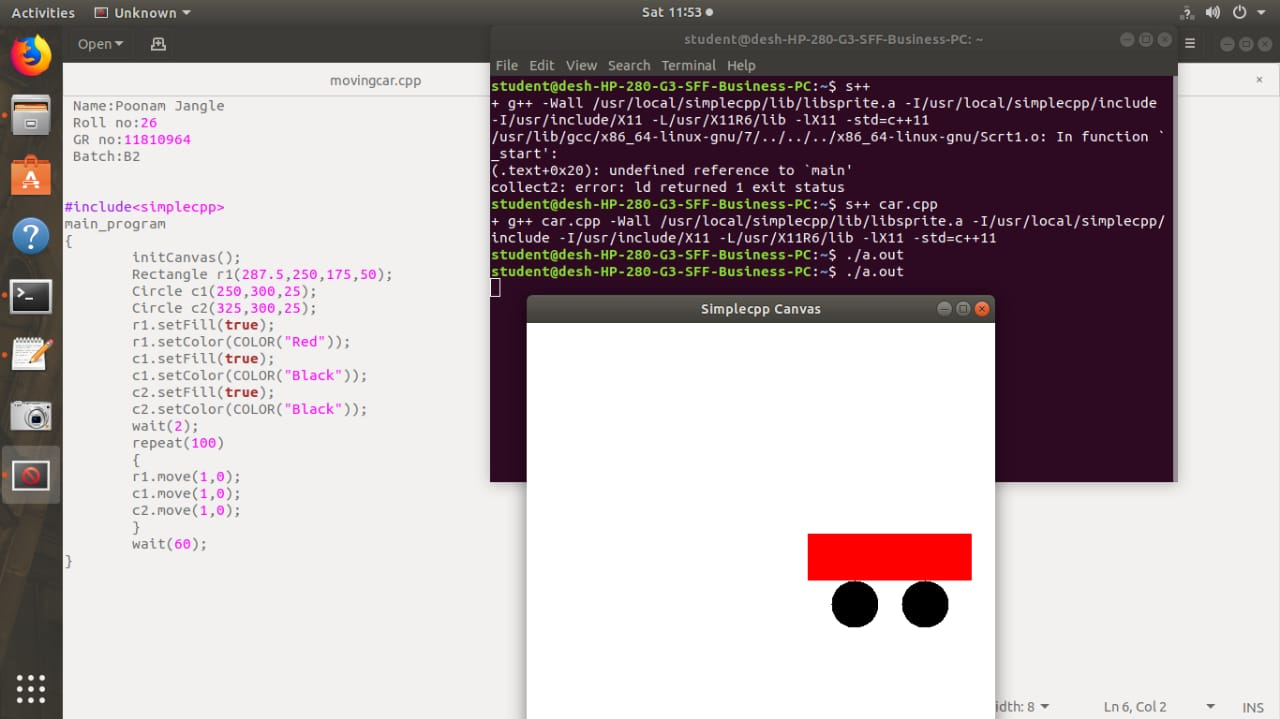 Activities Unknown Sat 11:53
Open
student@desh-HP-280-G3-SFF-Business-PC: ~
File Edit View Search Terminal Help
movingcar.cpp
Name:Poonam Jangle
Roll no:26
GR no:11810964
Batch:B2
#include<simplecpp>
main_program
{
initCanvas();
Rectangle r1(287.5,250,175,50);
Circle c1(250,300,25);
Circle c2(325,300,25);
r1.setFill(true);
r1.setColor(COLOR("Red"));
c1.setFill(true);
c1.setColor(COLOR("Black"));
c2.setFill(true);
c2.setColor(COLOR("Black"));
wait(2);
repeat(100)
{
r1.move(1,0);
c1.move(1,0);
c2.move(1,0);
}
wait(60);
}
student@desh-HP-280-G3-SFF-Business-PC:~$ s++
+ g++ -Wall /usr/local/simplecpp/lib/libsprite.a -I/usr/local/simplecpp/include
-I/usr/include/X11 -L/usr/X11R6/lib -lX11 -std=c++11
/usr/lib/gcc/x86_64-linux-gnu/7/../../../x86_64-linux-gnu/Scrt1.o: In function `
_start':
(.text+0x20): undefined reference to `main'
collect2: error: ld returned 1 exit status
student@desh-HP-280-G3-SFF-Business-PC:~$ s++ car.cpp
+ g++ car.cpp -Wall /usr/local/simplecpp/lib/libsprite.a -I/usr/local/simplecpp/
include -I/usr/include/X11 -L/usr/X11R6/lib -lX11 -std=c++11
student@desh-HP-280-G3-SFF-Business-PC:~$ ./a.out
student@desh-HP-280-G3-SFF-Business-PC:~$ ./a.out
Simplecpp Canvas
idth: 8 Ln 6, Col 2 INS